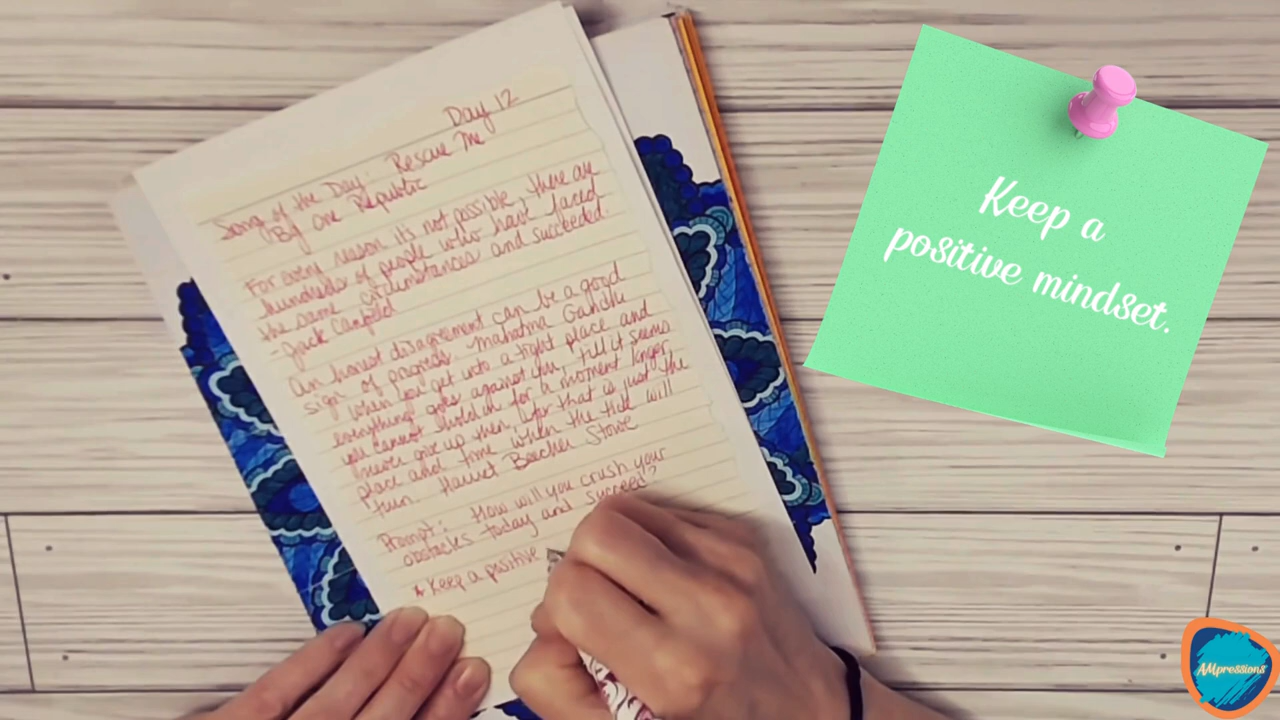 Day 12
Song of the Day: Rescue Me
By One Republic
For every reason it's not possible, there are
hundreds of people who have faced
the same circumstances and succeeded.
-Jack Canfield
An honest disagreement can be a good
sign of progress -Mahatma Gandhi
When you get into a tight place and
everything goes against you, till it seems
you cannot hold on for a moment longer,
never give up then, for that is just the
place and time when the tide will
turn. Harriet Beecher Stowe
Prompt: How will you crush your
obstacles today and succeed?
* Keep a positive
Keep a
positive mindset.
AMpressions